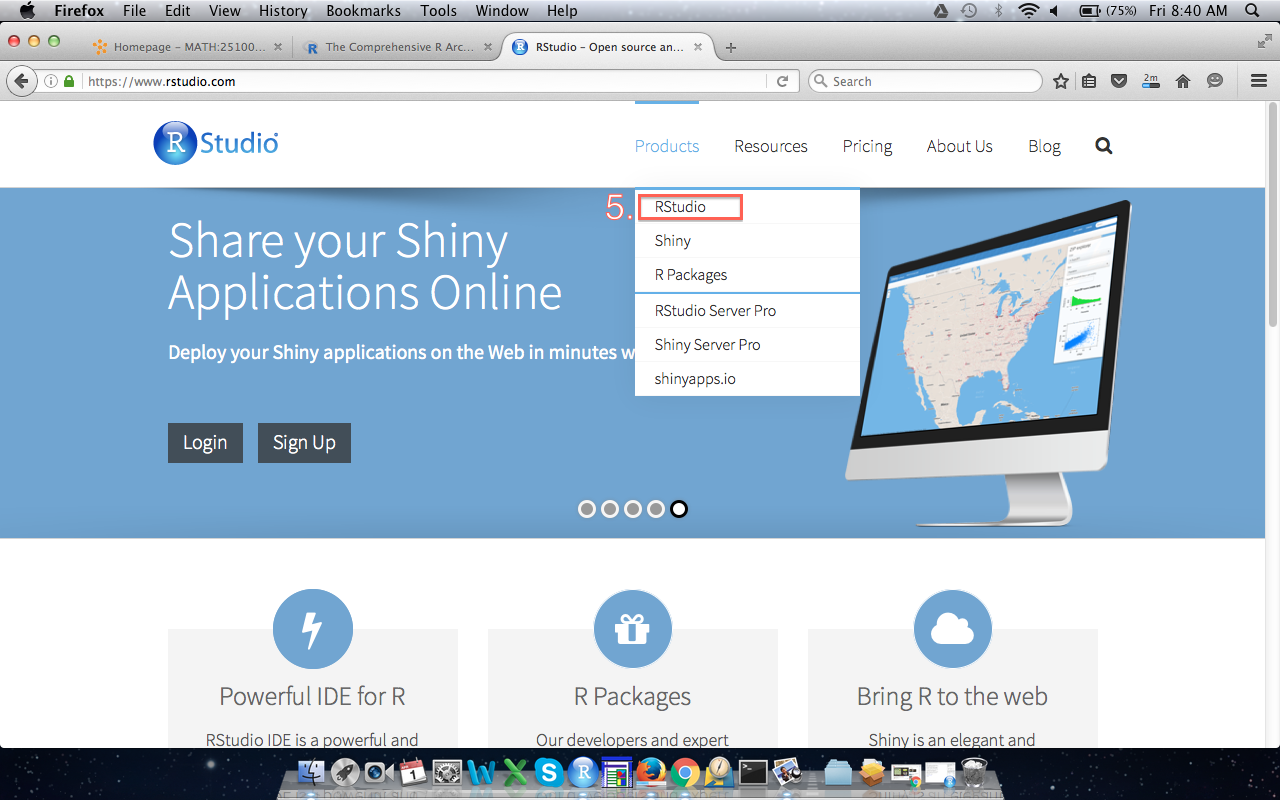 Firefox File Edit View History Bookmarks Tools Window Help (75%) Fri 8:40 AM
Homepage - MATH:25100... The Comprehensive R Arc... RStudio - Open source an...
https://www.rstudio.com Search 2m
R Studio
Products Resources Pricing About Us Blog
5. RStudio
Shiny
R Packages
RStudio Server Pro
Shiny Server Pro
shinyapps.io
Share your Shiny
Applications Online
Deploy your Shiny applications on the Web in minutes w
Login Sign Up
Powerful IDE for R
R Packages
Bring R to the web
RStudio IDE is a powerful and
Our developers and expert
Shiny is an elegant and